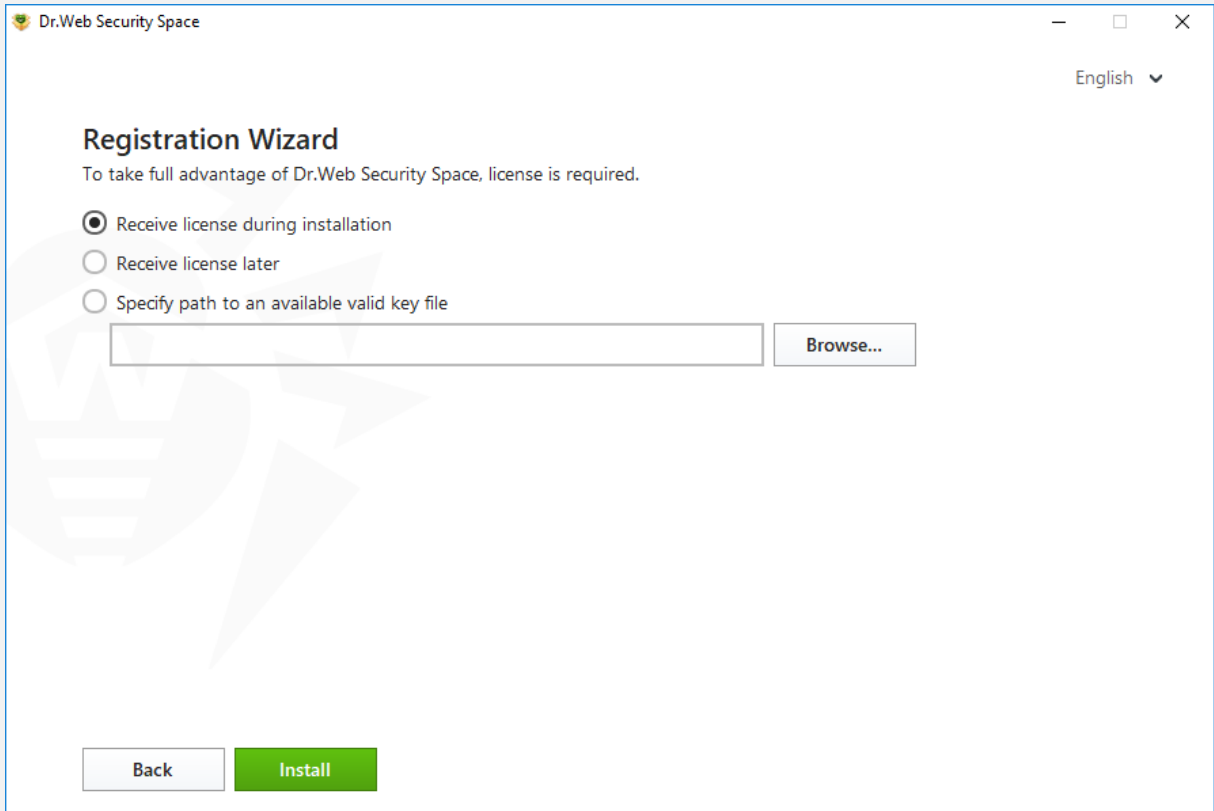 Dr.Web Security Space
English
Registration Wizard
To take full advantage of Dr.Web Security Space, license is required.
Receive license during installation
Receive license later
Specify path to an available valid key file
Browse...
Back
Install